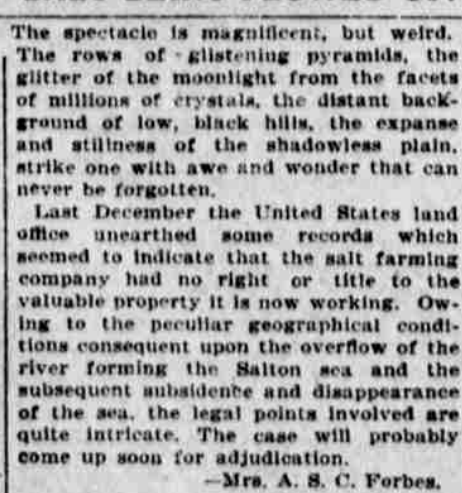 The spectacle is magnificent, but weird.
The rows of glistening pyramids, the
glitter of the moonlight from the facets
of millions of crystals, the distant back-
ground of low, black hills, the expanse
and stillness of the shadowless plain,
strike one with awe and wonder that can
never be forgotten.
Last December the United States land
office unearthed some records which
seemed to indicate that the salt farming
company had no right or title to the
valuable property it is now working. Ow-
ing to the peculiar geographical condi-
tions consequent upon the overflow of the
river forming the Salton sea and the
subsequent subsidence and disappearance
of the sea, the legal points involved are
quite intricate. The case will probably
come up soon for adjudication.
—Mrs. A. S. C. Forbes.